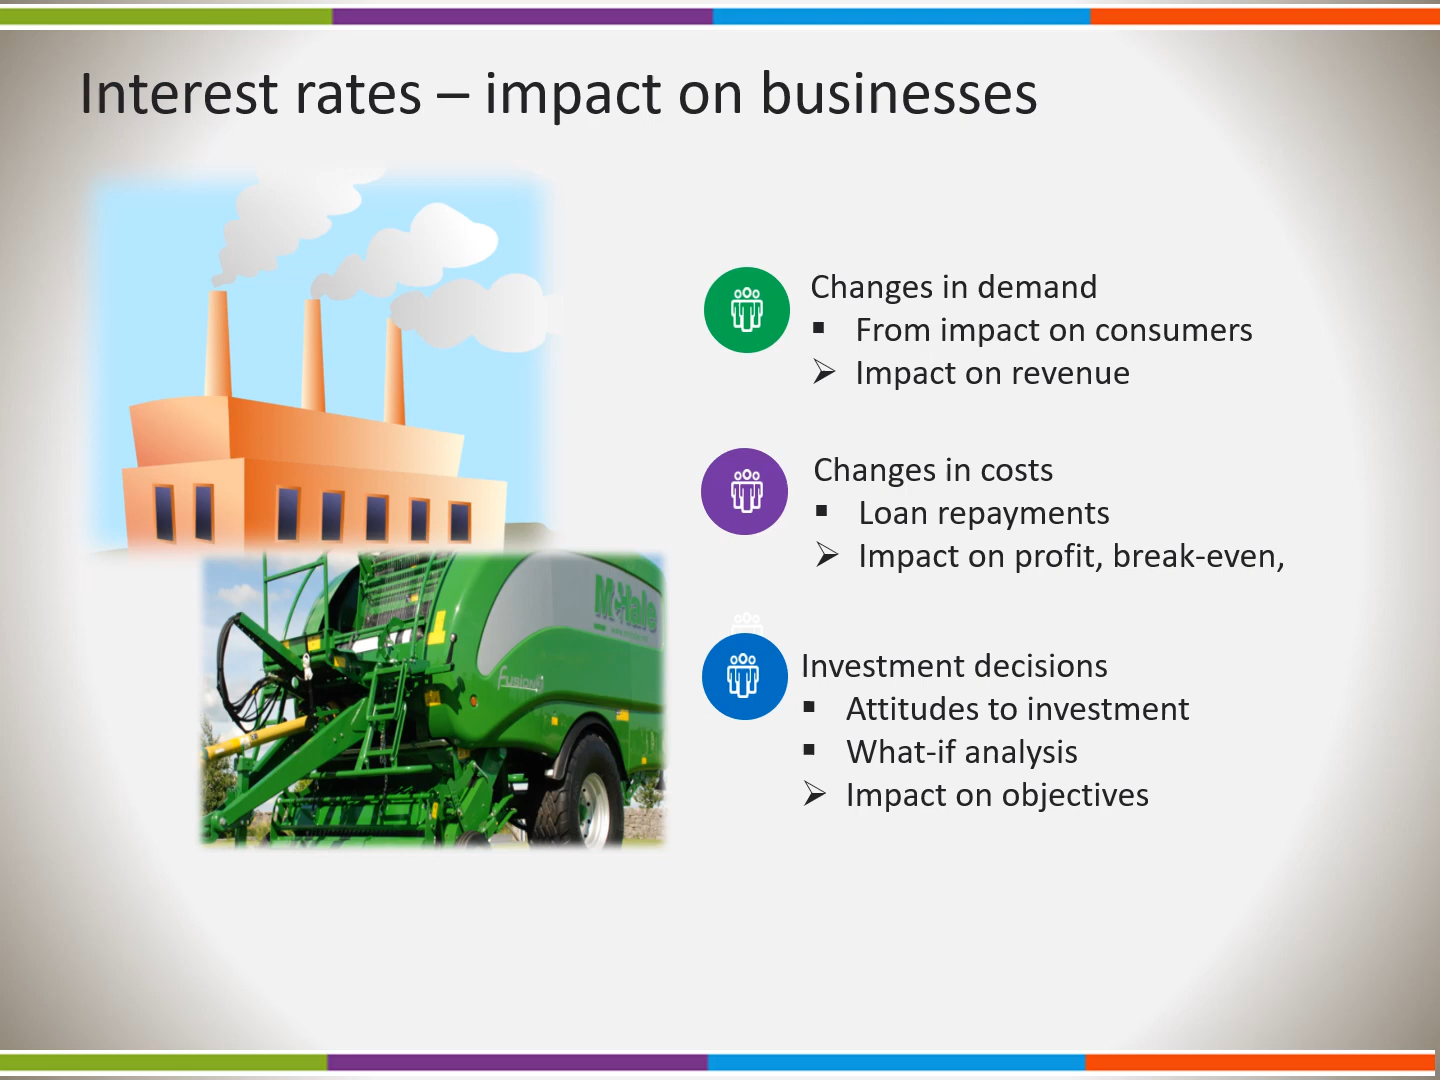 Interest rates – impact on businesses
Changes in demand
▪ From impact on consumers
➢ Impact on revenue
Changes in costs
▪ Loan repayments
➢ Impact on profit, break-even,
Investment decisions
▪ Attitudes to investment
▪ What-if analysis
➢ Impact on objectives
McHale
fusion